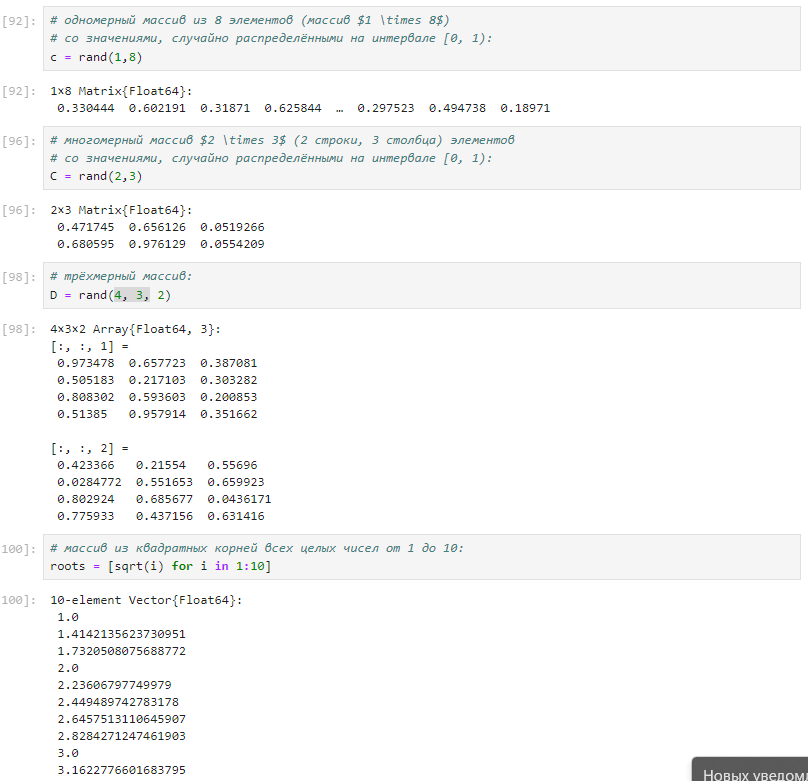 [92]: # одномерный массив из 8 элементов (массив $1 \times 8$)
# со значениями, случайно распределёнными на интервале [0, 1):
c = rand(1,8)
[92]: 1×8 Matrix{Float64}:
0.330444 0.602191 0.31871 0.625844 … 0.297523 0.494738 0.18971
[96]: # многомерный массив $2 \times 3$ (2 строки, 3 столбца) элементов
# со значениями, случайно распределёнными на интервале [0, 1):
C = rand(2,3)
[96]: 2×3 Matrix{Float64}:
0.471745 0.656126 0.0519266
0.680595 0.976129 0.0554209
[98]: # трёхмерный массив:
D = rand(4, 3, 2)
[98]: 4×3×2 Array{Float64, 3}:
[:, :, 1] =
0.973478 0.657723 0.387081
0.505183 0.217103 0.303282
0.808302 0.593603 0.200853
0.51385 0.957914 0.351662
[:, :, 2] =
0.423366 0.21554 0.55696
0.0284772 0.551653 0.659923
0.802924 0.685677 0.0436171
0.775933 0.437156 0.631416
100]: # массив из квадратных корней всех целых чисел от 1 до 10:
roots = [sqrt(i) for i in 1:10]
100]: 10-element Vector{Float64}:
1.0
1.4142135623730951
1.7320508075688772
2.0
2.23606797749979
2.449489742783178
2.6457513110645907
2.8284271247461903
3.0
3.1622776601683795
Новых уведомл